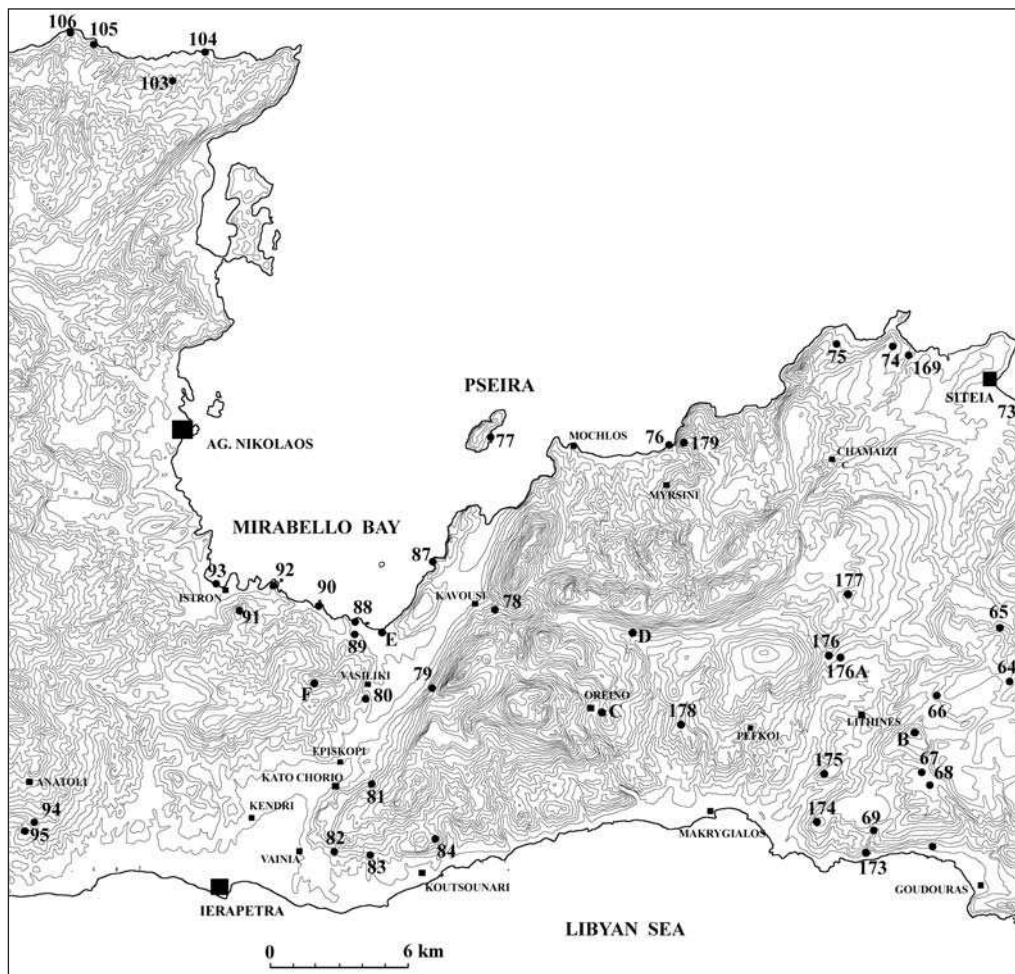 106
105
104
103
PSEIRA
77
75
74
169
SITEIA
73
AG. NIKOLAOS
MOCHLOS
76
179
CHAMAIZI
C
MYRSINI
MIRABELLO BAY
87
93
92
ISTRON
90
91
88
E
89
KAVOUSI
78
177
D
65
176
176A
F
VASILIKI
80
79
OREINO
C
178
PEFKOI
LITHINES
66
64
B
EPISKOPI
KATO CHORIO
81
175
67
68
ANATOLI
94
95
KENDRI
82
VAINIA
83
84
KOUTSOUNARI
MAKRYGIALOS
174
69
173
GOUDOURAS
IERAPETRA
LIBYAN SEA
0 6 km